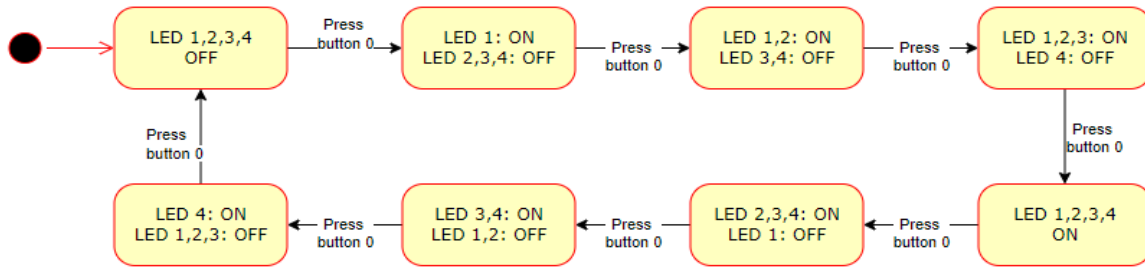 LED 1,2,3,4
OFF
Press
button 0
LED 1: ON
LED 2,3,4: OFF
Press
button 0
LED 1,2: ON
LED 3,4: OFF
Press
button 0
LED 1,2,3: ON
LED 4: OFF
Press
button 0
LED 1,2,3,4
ON
Press
button 0
LED 2,3,4: ON
LED 1: OFF
Press
button 0
LED 3,4: ON
LED 1,2: OFF
Press
button 0
LED 4: ON
LED 1,2,3: OFF
Press
button 0